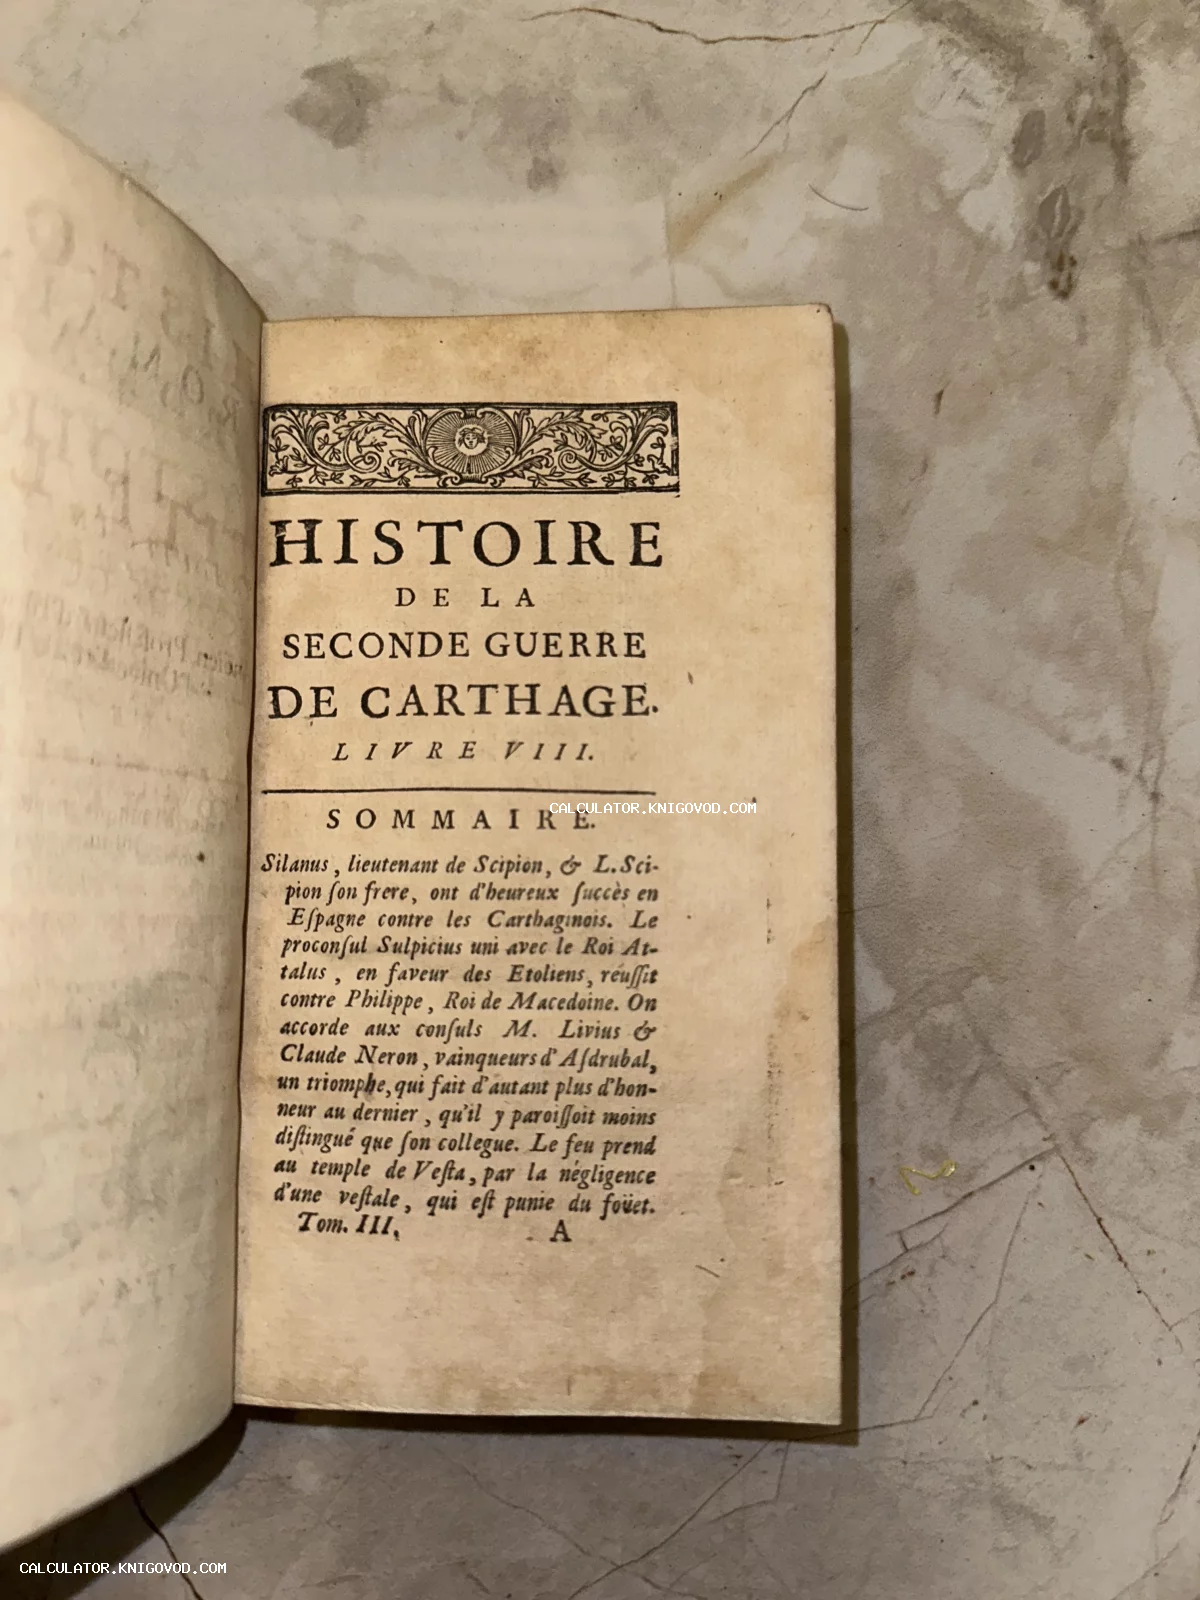 HISTOIRE
DE LA
SECONDE GUERRE
DE CARTHAGE.
LIVRE VIII.
SOMMAIRE.
Silanus, lieutenant de Scipion, & L. Sci-
pion ſon frere, ont d'heureux ſuccès en
Eſpagne contre les Carthaginois. Le
proconſul Sulpicius uni avec le Roi At-
talus, en faveur des Etoliens, réuſſit
contre Philippe, Roi de Macedoine. On
accorde aux conſuls M. Livius &
Claude Neron, vainqueurs d'Aſdrubal,
un triomphe, qui fait d'autant plus d'hon-
neur au dernier, qu'il y paroiſſoit moins
diſtingué que ſon collegue. Le feu prend
au temple de Veſta, par la négligence
d'une veſtale, qui eſt punie du foüet.
Tom. III. A
CALCULATOR.KNIGOVOD.COM
CALCULATOR.KNIGOVOD.COM